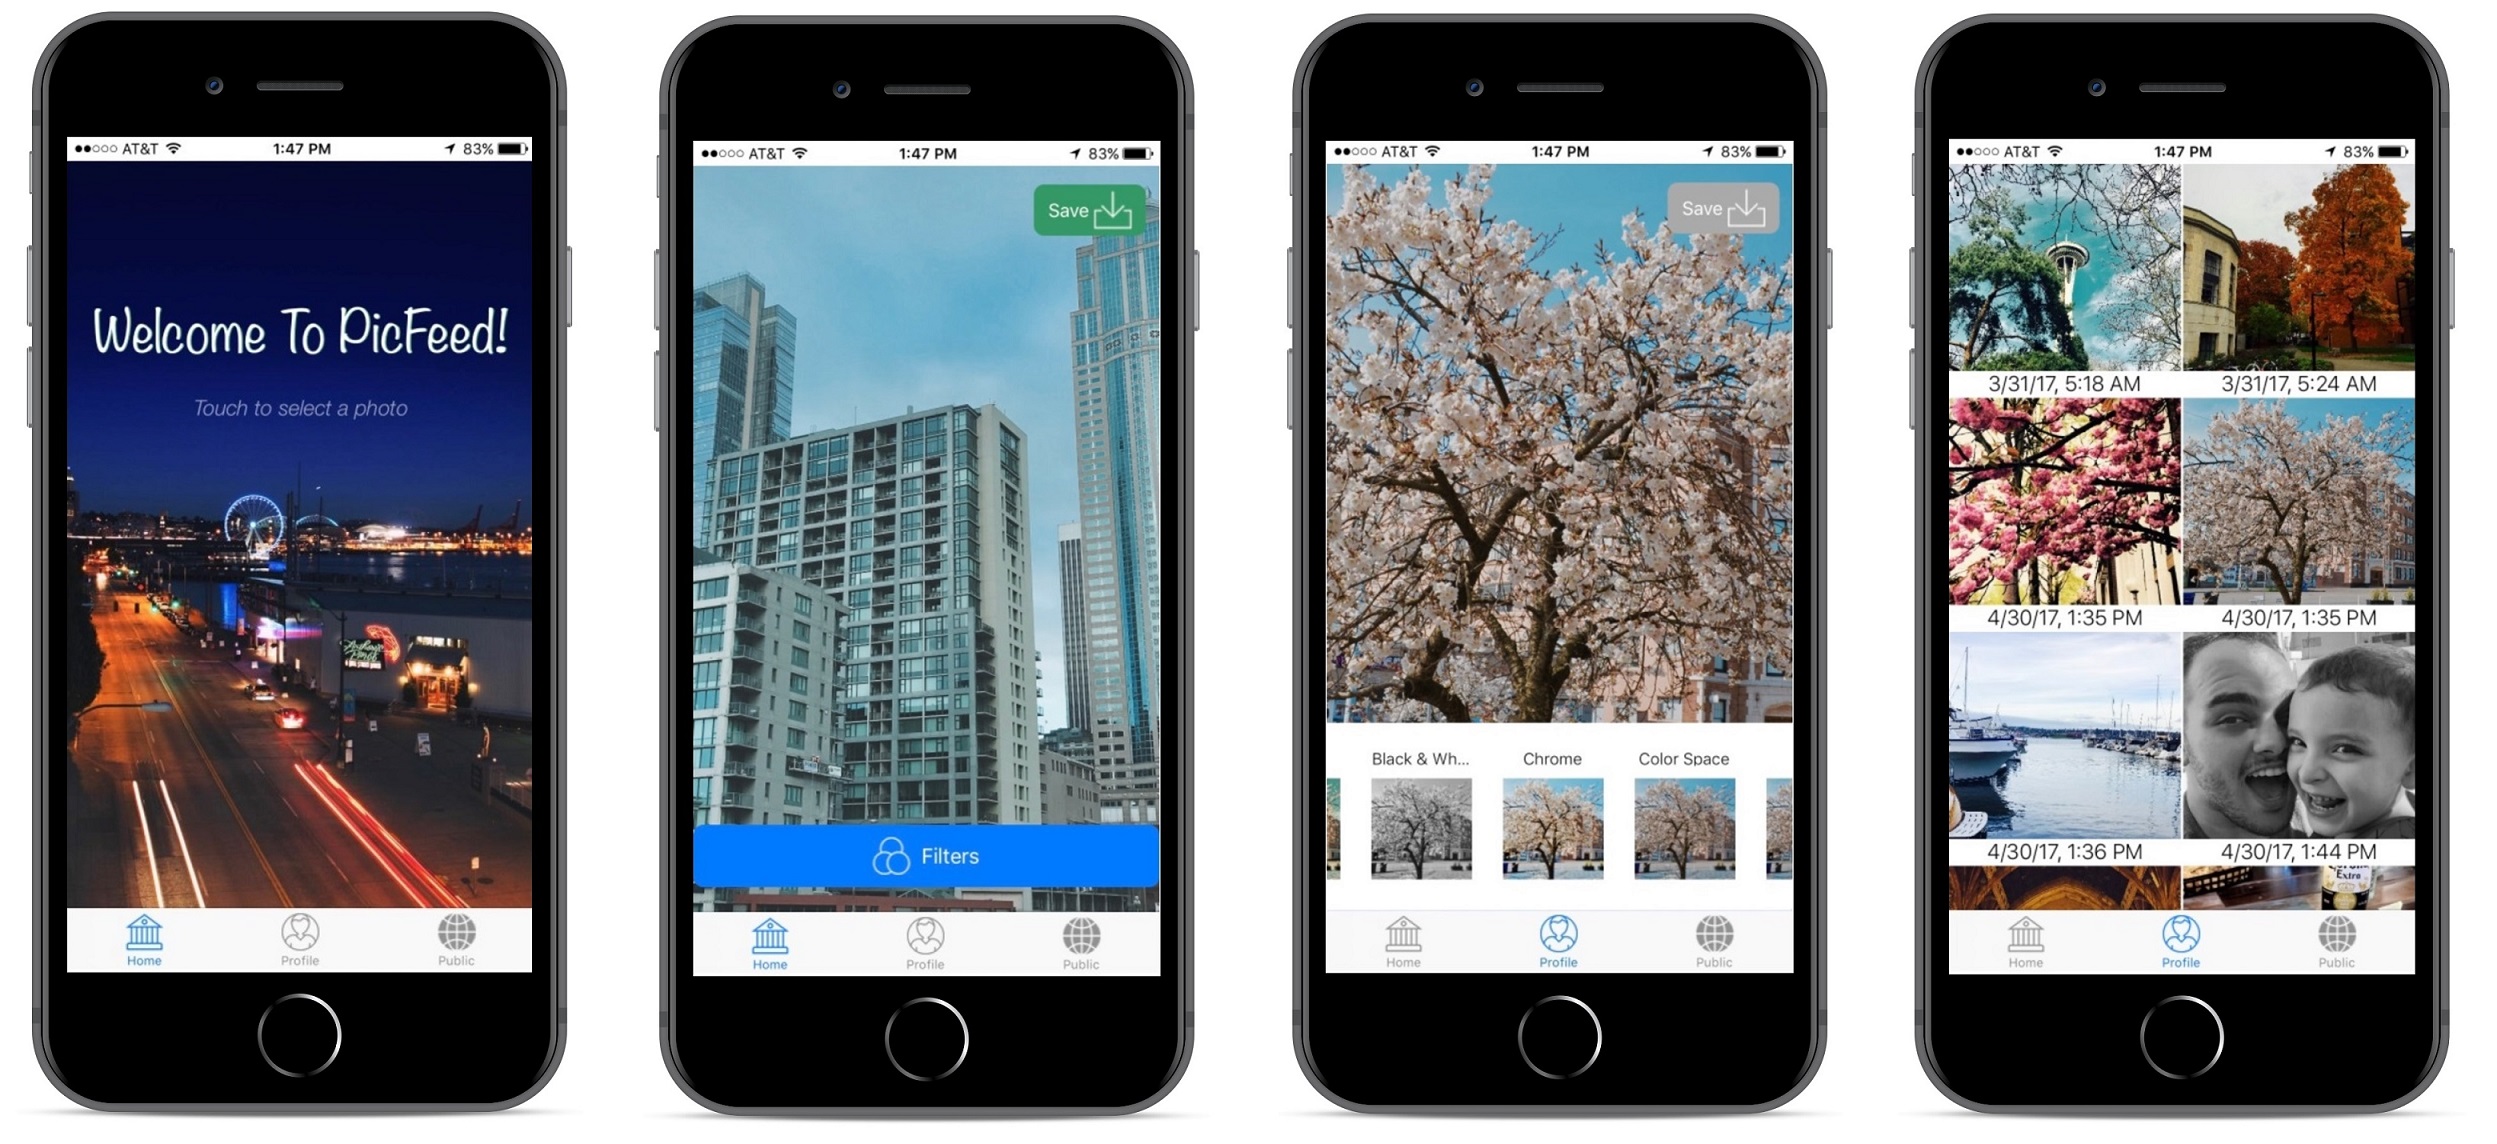 AT&T 1:47 PM 83%
Welcome To PicFeed!
Touch to select a photo
Home Profile Public
AT&T 1:47 PM 83%
Save
Filters
Home Profile Public
AT&T 1:47 PM 83%
Save
Black & Wh... Chrome Color Space
Home Profile Public
AT&T 1:47 PM 83%
3/31/17, 5:18 AM 3/31/17, 5:24 AM
4/30/17, 1:35 PM 4/30/17, 1:35 PM
4/30/17, 1:36 PM 4/30/17, 1:44 PM
Extra
Home Profile Public